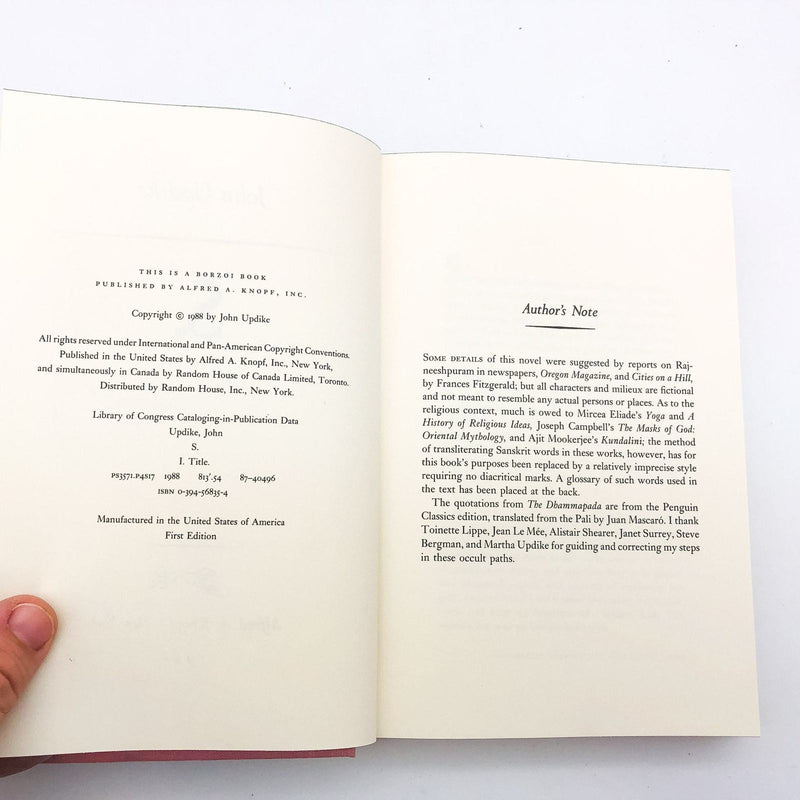 THIS IS A BORZOI BOOK
PUBLISHED BY ALFRED A. KNOPF, INC.
Copyright © 1988 by John Updike
All rights reserved under International and Pan-American Copyright Conventions.
Published in the United States by Alfred A. Knopf, Inc., New York,
and simultaneously in Canada by Random House of Canada Limited, Toronto.
Distributed by Random House, Inc., New York.
Library of Congress Cataloging-in-Publication Data
Updike, John
S.
I. Title.
PS3571.P4S17 1988 813'.54 87-40496
ISBN 0-394-56835-4
Manufactured in the United States of America
First Edition
Author's Note
SOME DETAILS of this novel were suggested by reports on Raj-
neeshpuram in newspapers, Oregon Magazine, and Cities on a Hill,
by Frances Fitzgerald; but all characters and milieux are fictional
and not meant to resemble any actual persons or places. As to the
religious context, much is owed to Mircea Eliade's Yoga and A
History of Religious Ideas, Joseph Campbell's The Masks of God:
Oriental Mythology, and Ajit Mookerjee's Kundalini; the method
of transliterating Sanskrit words in these works, however, has for
this book's purposes been replaced by a relatively imprecise style
requiring no diacritical marks. A glossary of such words used in
the text has been placed at the back.
The quotations from The Dhammapada are from the Penguin
Classics edition, translated from the Pali by Juan Mascaró. I thank
Toinette Lippe, Jean Le Mée, Alistair Shearer, Janet Surrey, Steve
Bergman, and Martha Updike for guiding and correcting my steps
in these occult paths.